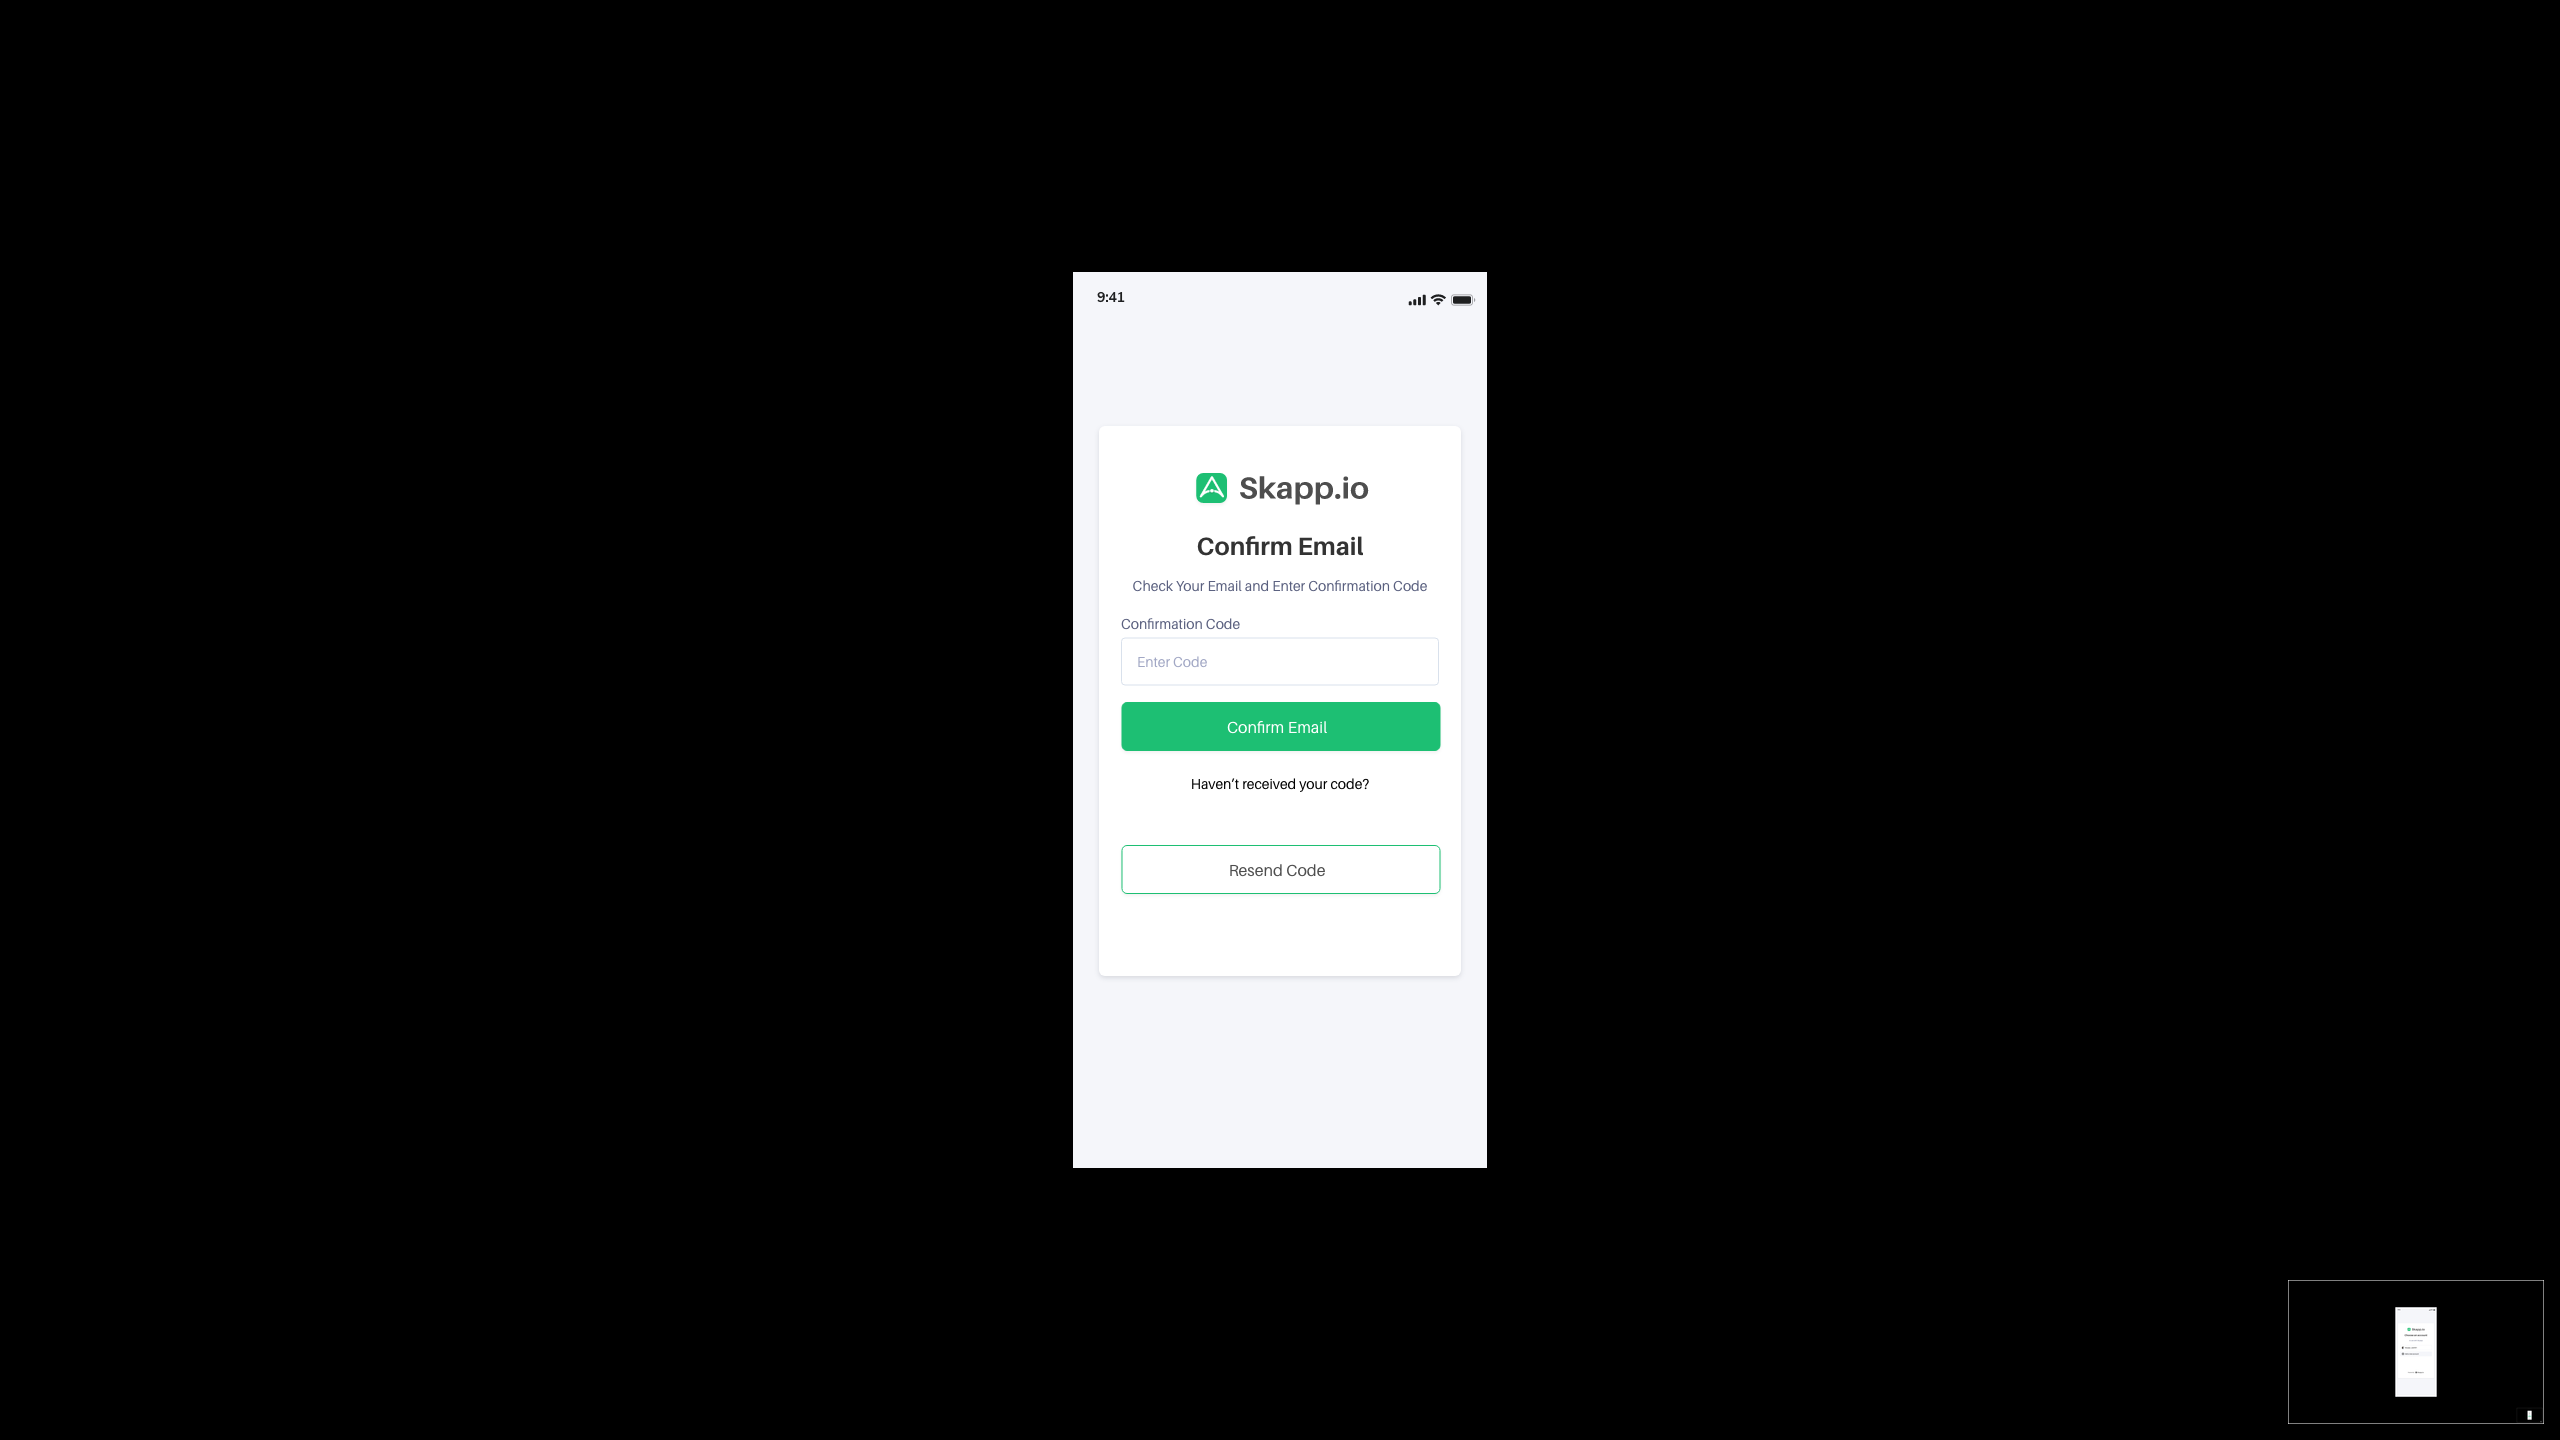 9:41
Skapp.io
Confirm Email
Check Your Email and Enter Confirmation Code
Confirmation Code
Enter Code
Confirm Email
Haven’t received your code?
Resend Code